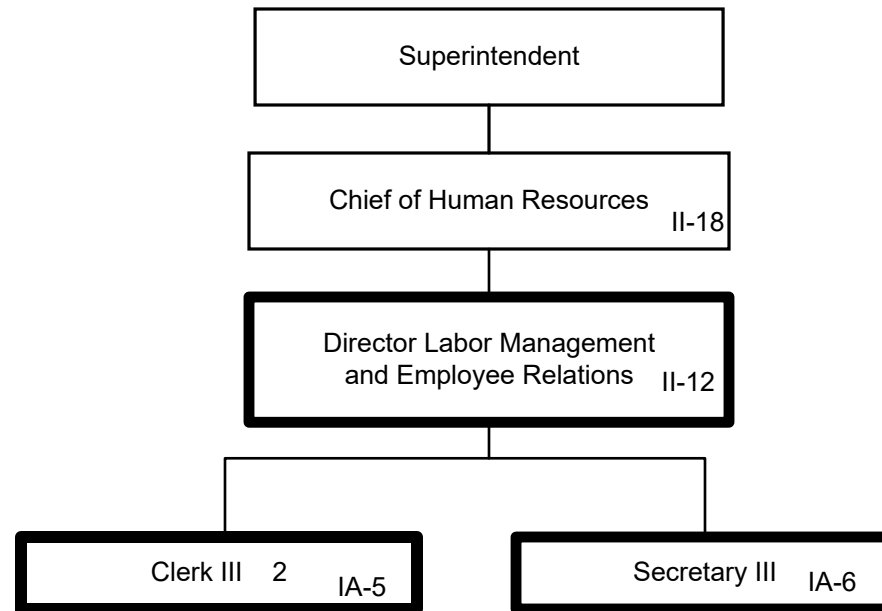 Superintendent
Chief of Human Resources
II-18
Director Labor Management
and Employee Relations
II-12
Clerk III 2
IA-5
Secretary III
IA-6